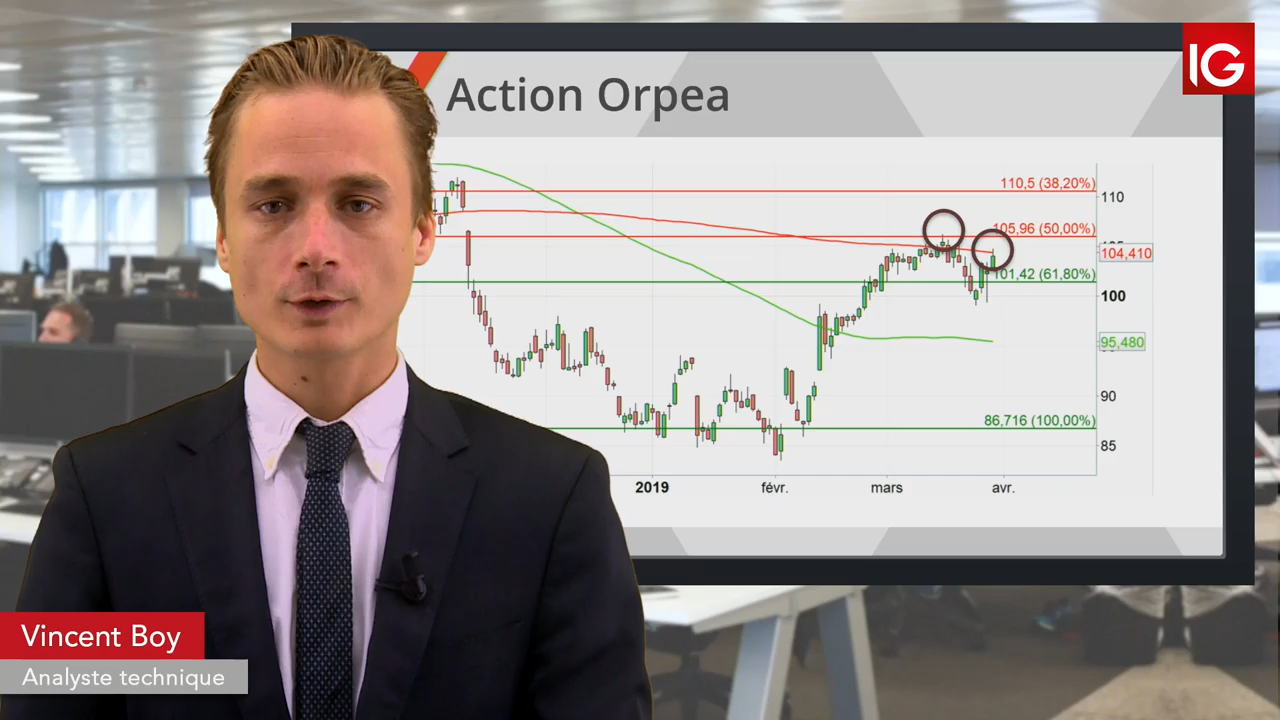 IG
Action Orpea
110,5 (38,20%)
110
105,96 (50,00%)
104,410
101,42 (61,80%)
100
95,480
90
86,716 (100,00%)
85
2019
févr.
mars
avr.
Vincent Boy
Analyste technique